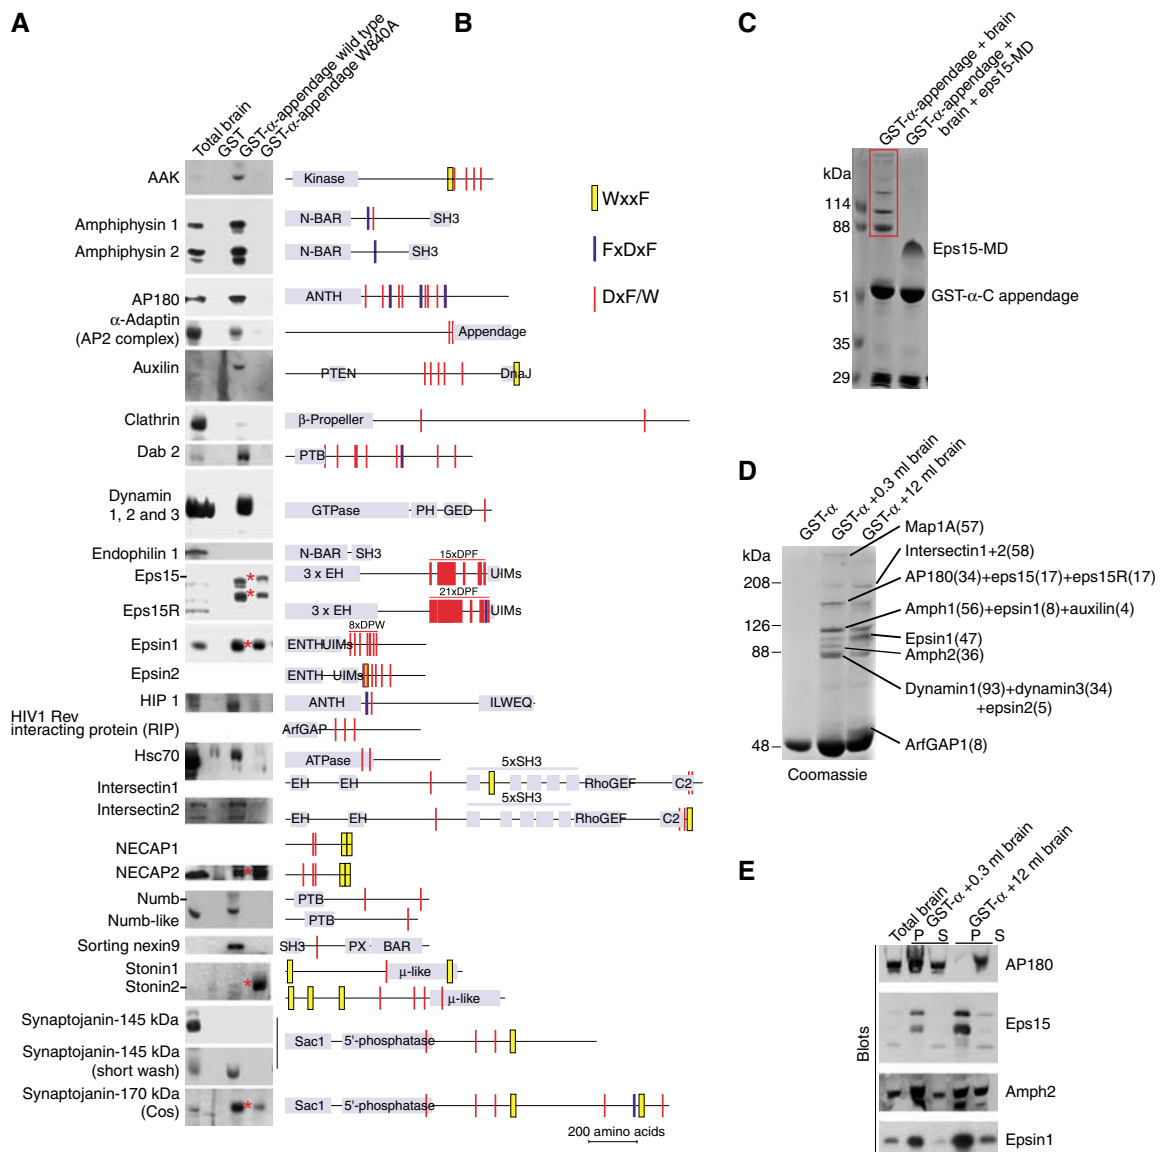 A
B
C
D
E
Total brain
GST
GST-α-appendage wild type
GST-α-appendage W840A
AAK
Kinase
Amphiphysin 1
N-BAR
SH3
Amphiphysin 2
N-BAR
SH3
AP180
ANTH
α-Adaptin
(AP2 complex)
Appendage
Auxilin
PTEN
DnaJ
Clathrin
β-Propeller
Dab 2
PTB
Dynamin
1, 2 and 3
GTPase
PH
GED
Endophilin 1
N-BAR
SH3
Eps15
*
*
3 x EH
15xDPF
UIMs
Eps15R
3 x EH
21xDPF
UIMs
Epsin1
*
ENTH
UIMs
8xDPW
Epsin2
ENTH
UIMs
HIP 1
ANTH
ILWEQ
HIV1 Rev
interacting protein (RIP)
ArfGAP
Hsc70
ATPase
Intersectin1
EH
EH
5xSH3
RhoGEF
C2
Intersectin2
EH
EH
5xSH3
RhoGEF
C2
NECAP1
NECAP2
*
Numb
PTB
Numb-like
PTB
Sorting nexin9
SH3
PX
BAR
Stonin1
μ-like
Stonin2
*
μ-like
Synaptojanin-145 kDa
Sac1
5'-phosphatase
Synaptojanin-145 kDa
(short wash)
Synaptojanin-170 kDa
(Cos)
*
Sac1
5'-phosphatase
200 amino acids
WxxF
FxDxF
DxF/W
GST-α-appendage + brain
GST-α-appendage +
brain + eps15-MD
kDa
114
88
51
35
29
Eps15-MD
GST-α-C appendage
GST-α
GST-α +0.3 ml brain
GST-α +12 ml brain
kDa
208
126
88
48
Map1A(57)
Intersectin1+2(58)
AP180(34)+eps15(17)+eps15R(17)
Amph1(56)+epsin1(8)+auxilin(4)
Epsin1(47)
Amph2(36)
Dynamin1(93)+dynamin3(34)
+epsin2(5)
ArfGAP1(8)
Coomassie
Total brain
GST-α +0.3 ml brain
GST-α +12 ml brain
P
S
P
S
Blots
AP180
Eps15
Amph2
Epsin1